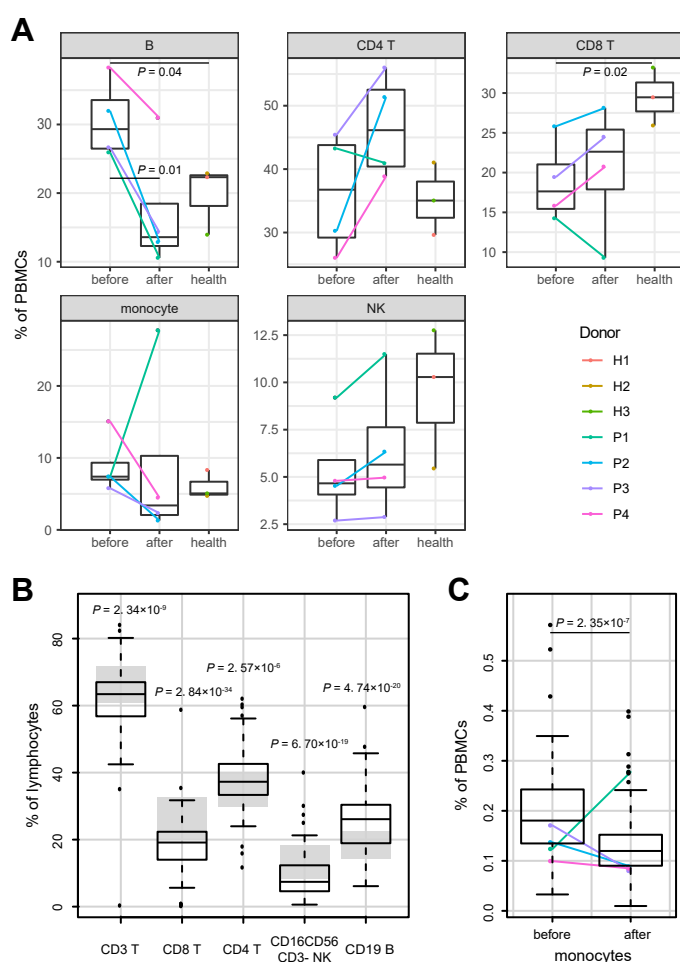 A
B
CD4 T
CD8 T
P = 0.04
P = 0.01
P = 0.02
30
20
10
50
40
30
30
25
20
15
10
before after health
before after health
before after health
% of PBMCs
monocyte
NK
20
10
0
12.5
10.0
7.5
5.0
2.5
before after health
before after health
Donor
H1
H2
H3
P1
P2
P3
P4
B
P = 2.34×10-9
P = 2.84×10-34
P = 2.57×10-6
P = 6.70×10-19
P = 4.74×10-20
% of lymphocytes
80
60
40
20
0
CD3 T
CD8 T
CD4 T
CD16CD56
CD3- NK
CD19 B
C
P = 2.35×10-7
% of PBMCs
0.5
0.4
0.3
0.2
0.1
0.0
before after
monocytes